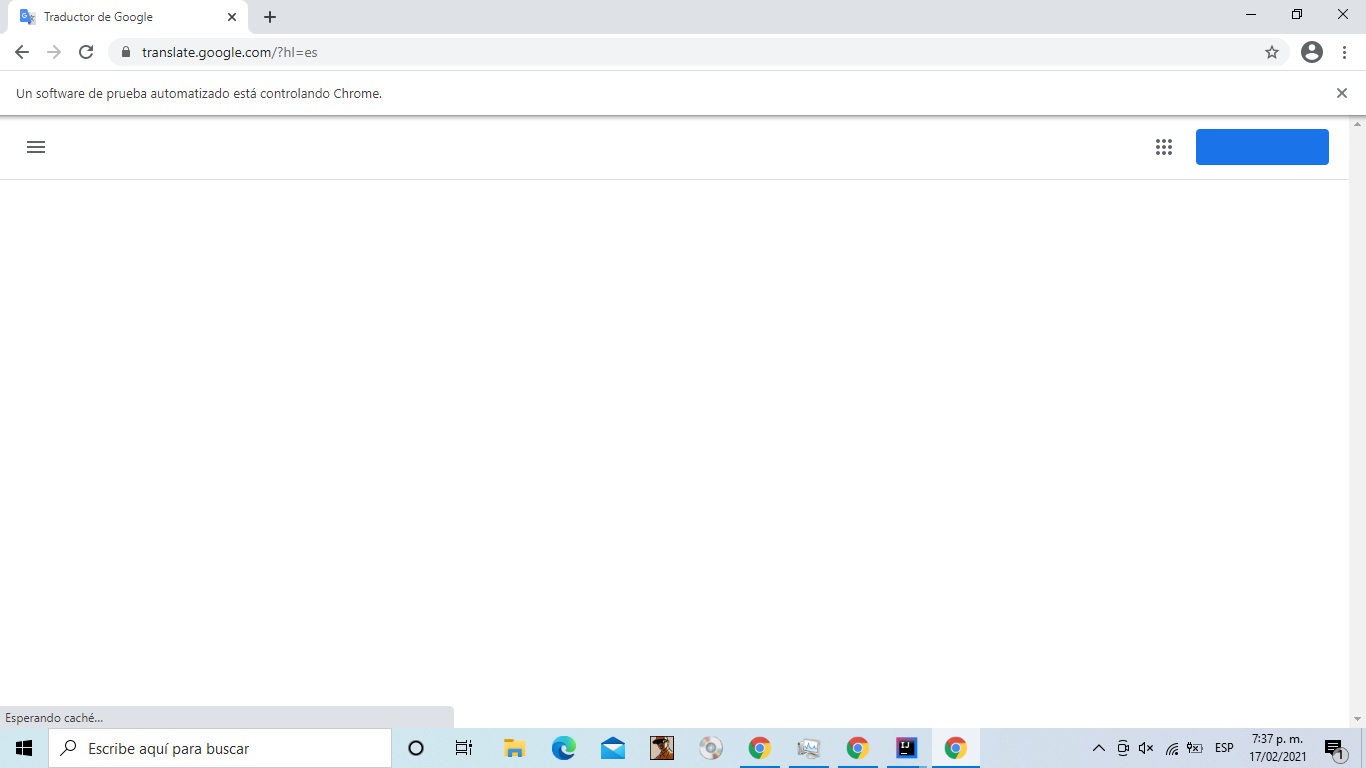 Traductor de Google
translate.google.com/?hl=es
Un software de prueba automatizado está controlando Chrome.
Esperando caché...
Escribe aquí para buscar
ESP
7:37 p. m.
17/02/2021
1